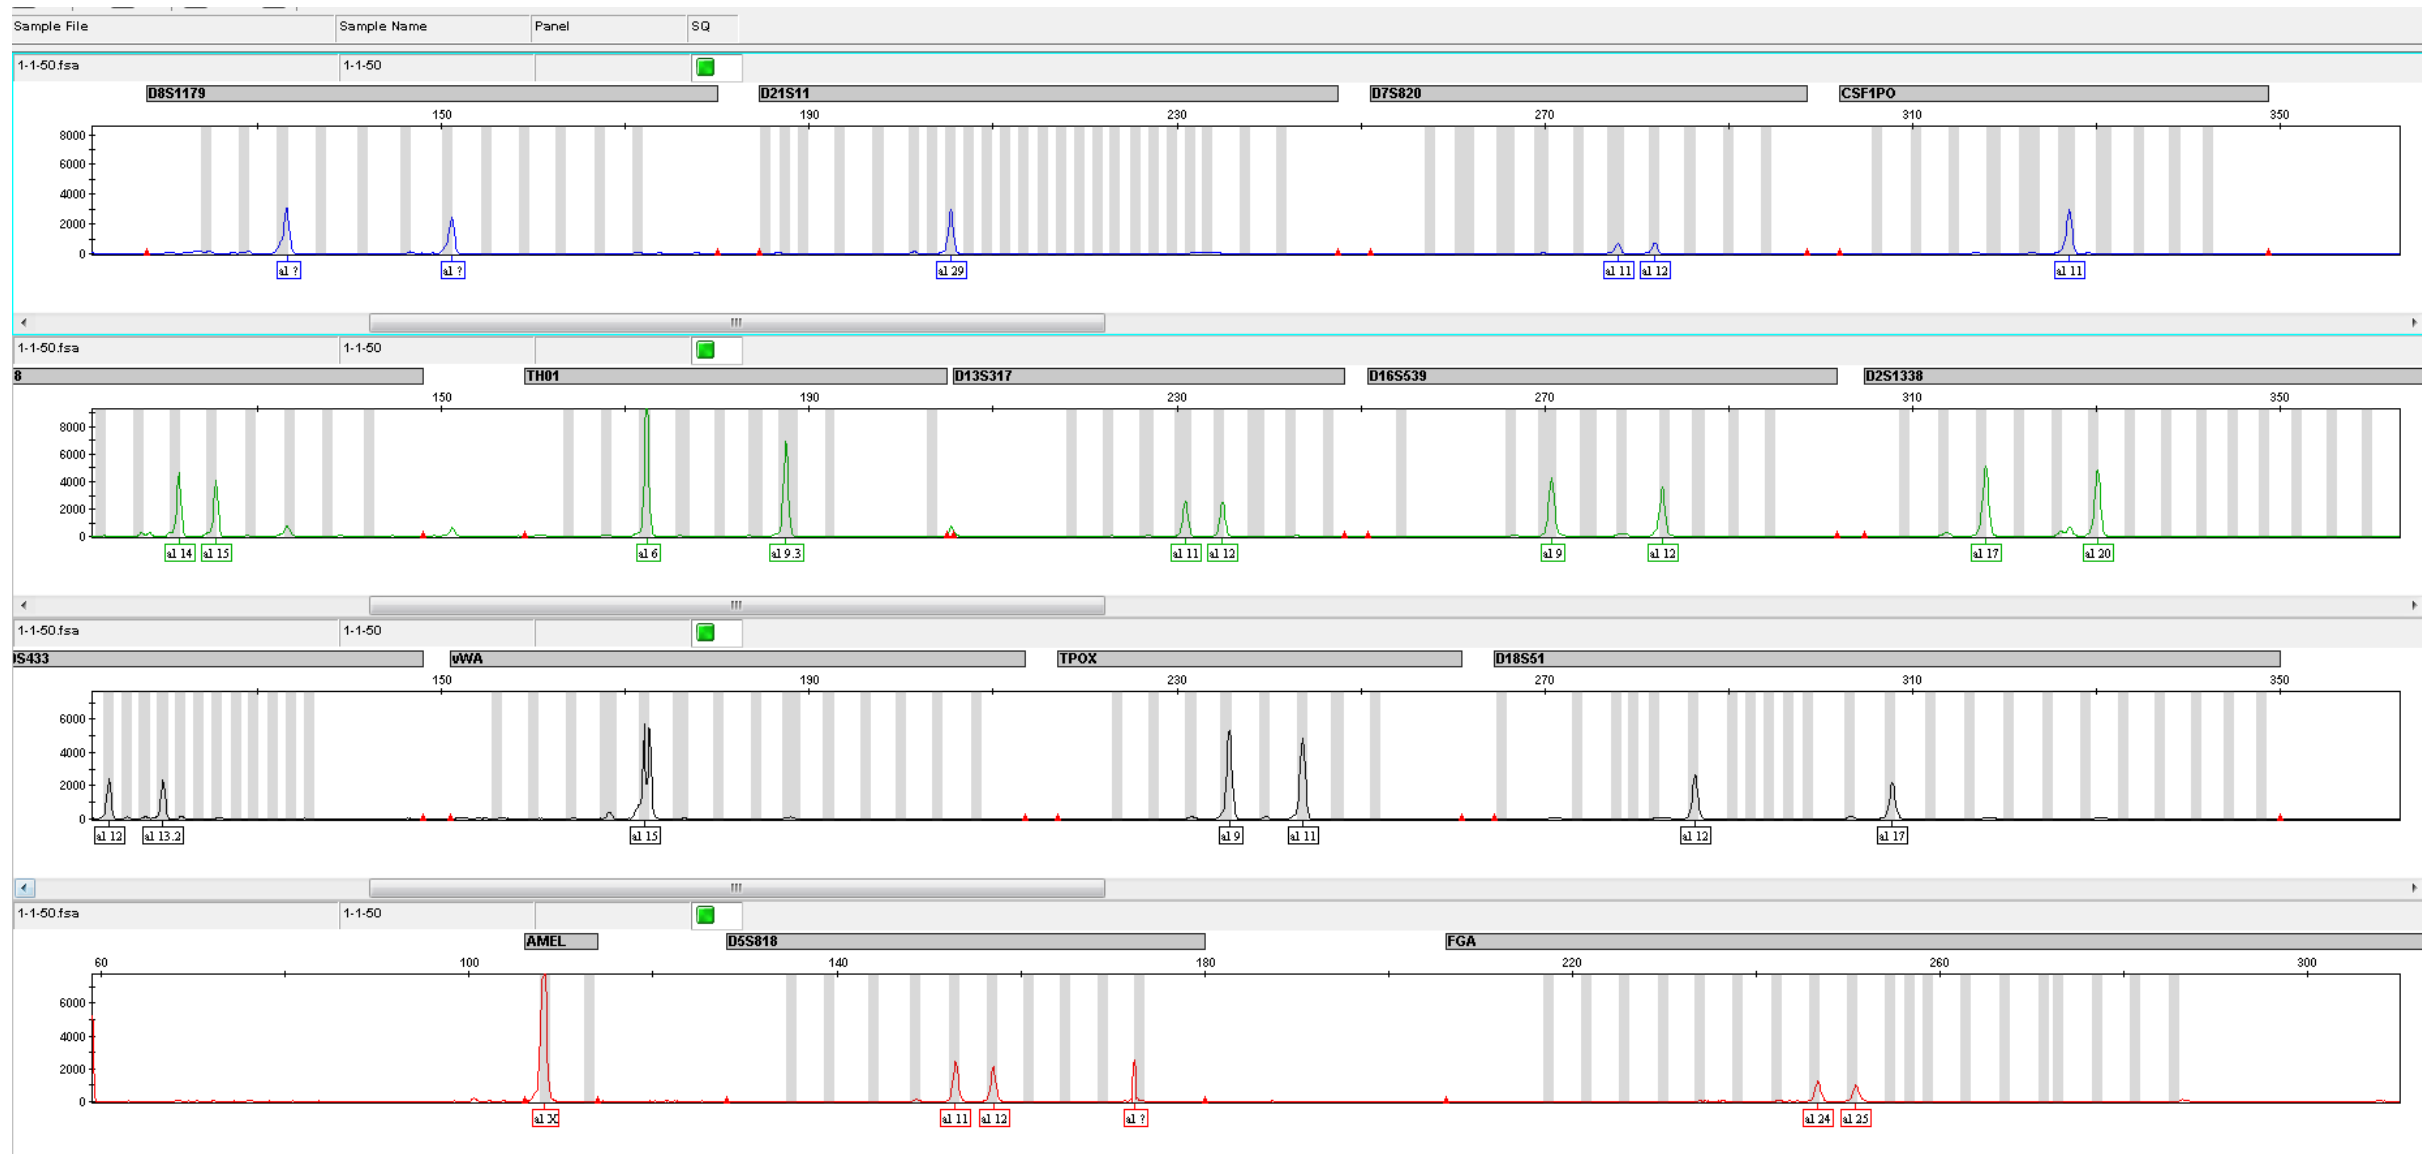 Sample File Sample Name Panel SQ
1-1-50.fsa 1-1-50
D8S1179 D21S11 D7S820 CSF1PO
150 190 230 270 310 350
8000
6000
4000
2000
0
al ? al ? al 29 al 11 al 12 al 11
1-1-50.fsa 1-1-50
8 TH01 D13S317 D16S539 D2S1338
150 190 230 270 310 350
8000
6000
4000
2000
0
al 14 al 15 al 6 al 9.3 al 11 al 12 al 9 al 12 al 17 al 20
1-1-50.fsa 1-1-50
S433 vWA TPOX D18S51
150 190 230 270 310 350
6000
4000
2000
0
al 12 al 13.2 al 15 al 9 al 11 al 12 al 17
1-1-50.fsa 1-1-50
AMEL D5S818 FGA
60 100 140 180 220 260 300
6000
4000
2000
0
al X al 11 al 12 al ? al 24 al 25